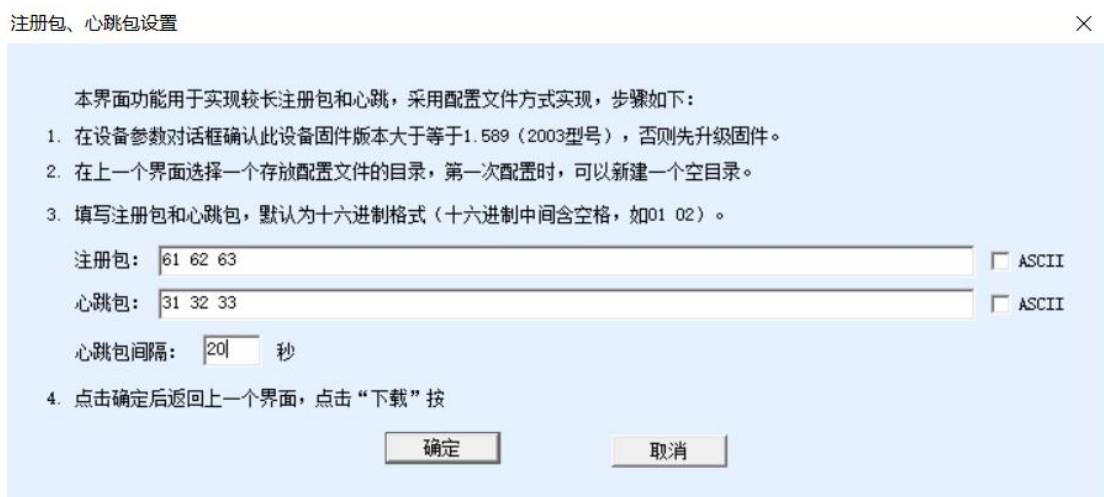 注册包、心跳包设置
本界面功能用于实现较长注册包和心跳,采用配置文件方式实现,步骤如下:
1. 在设备参数对话框确认此设备固件版本大于等于1.589(2003型号),否则先升级固件。
2. 在上一个界面选择一个存放配置文件的目录,第一次配置时,可以新建一个空目录。
3. 填写注册包和心跳包,默认为十六进制格式(十六进制中间含空格,如01 02)。
注册包: 61 62 63 ASCII
心跳包: 31 32 33 ASCII
心跳包间隔: 20 秒
4. 点击确定后返回上一个界面,点击“下载”按
确定 取消